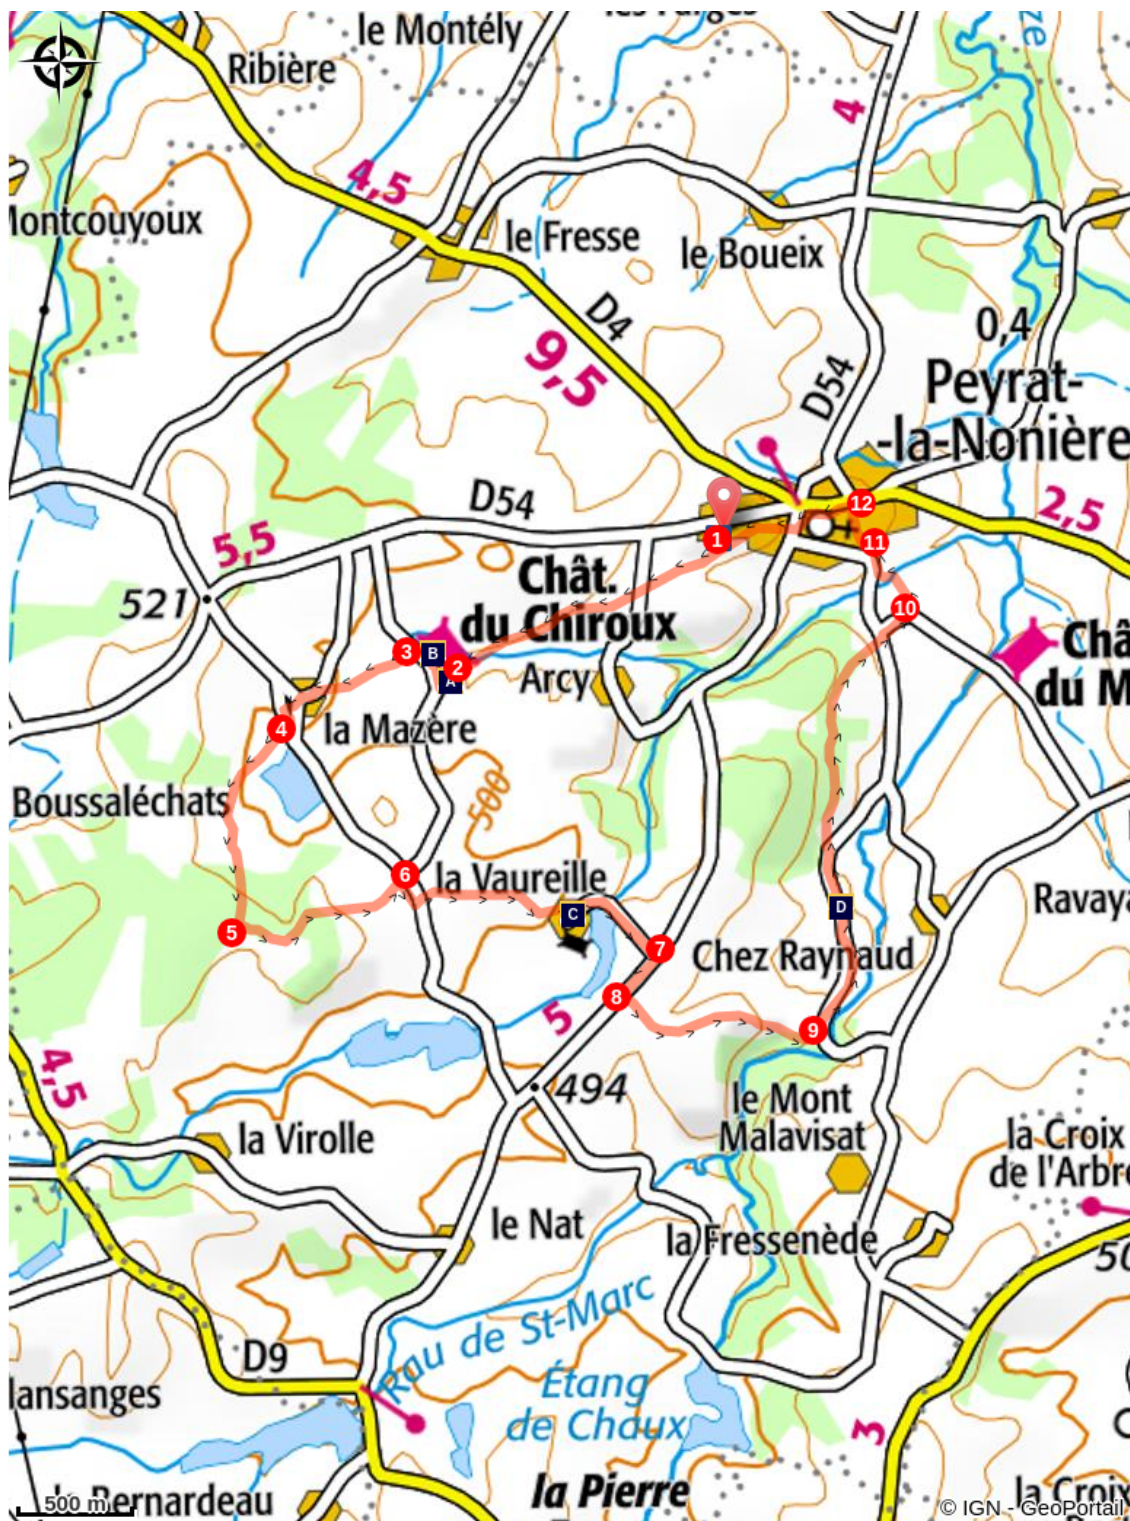 le Montély
ze
Ribière
4
4,5
Montcouyoux
le Fresse
le Boueix
D4
0,4
9,5
D54
Peyrat-
-la-Nonière
D54
12
2,5
1
11
5,5
Chât.
521
10
du Chiroux
3
B
2
A
Arcy
Châ
du M
4
la Mazère
500
Boussaléchats
6
la Vaureille
Ravaya
5
C
D
7
Chez Raynaud
8
5
9
4,5
494
le Mont
Malavisat
la Virolle
la Croix
de l'Arbre
le Nat
la Fressenède
50
Rau de St-Marc
D9
lansanges
Étang
de Chaux
3
la Pierre
Bernardeau
la Croix
500 m
© IGN - GeoPortail